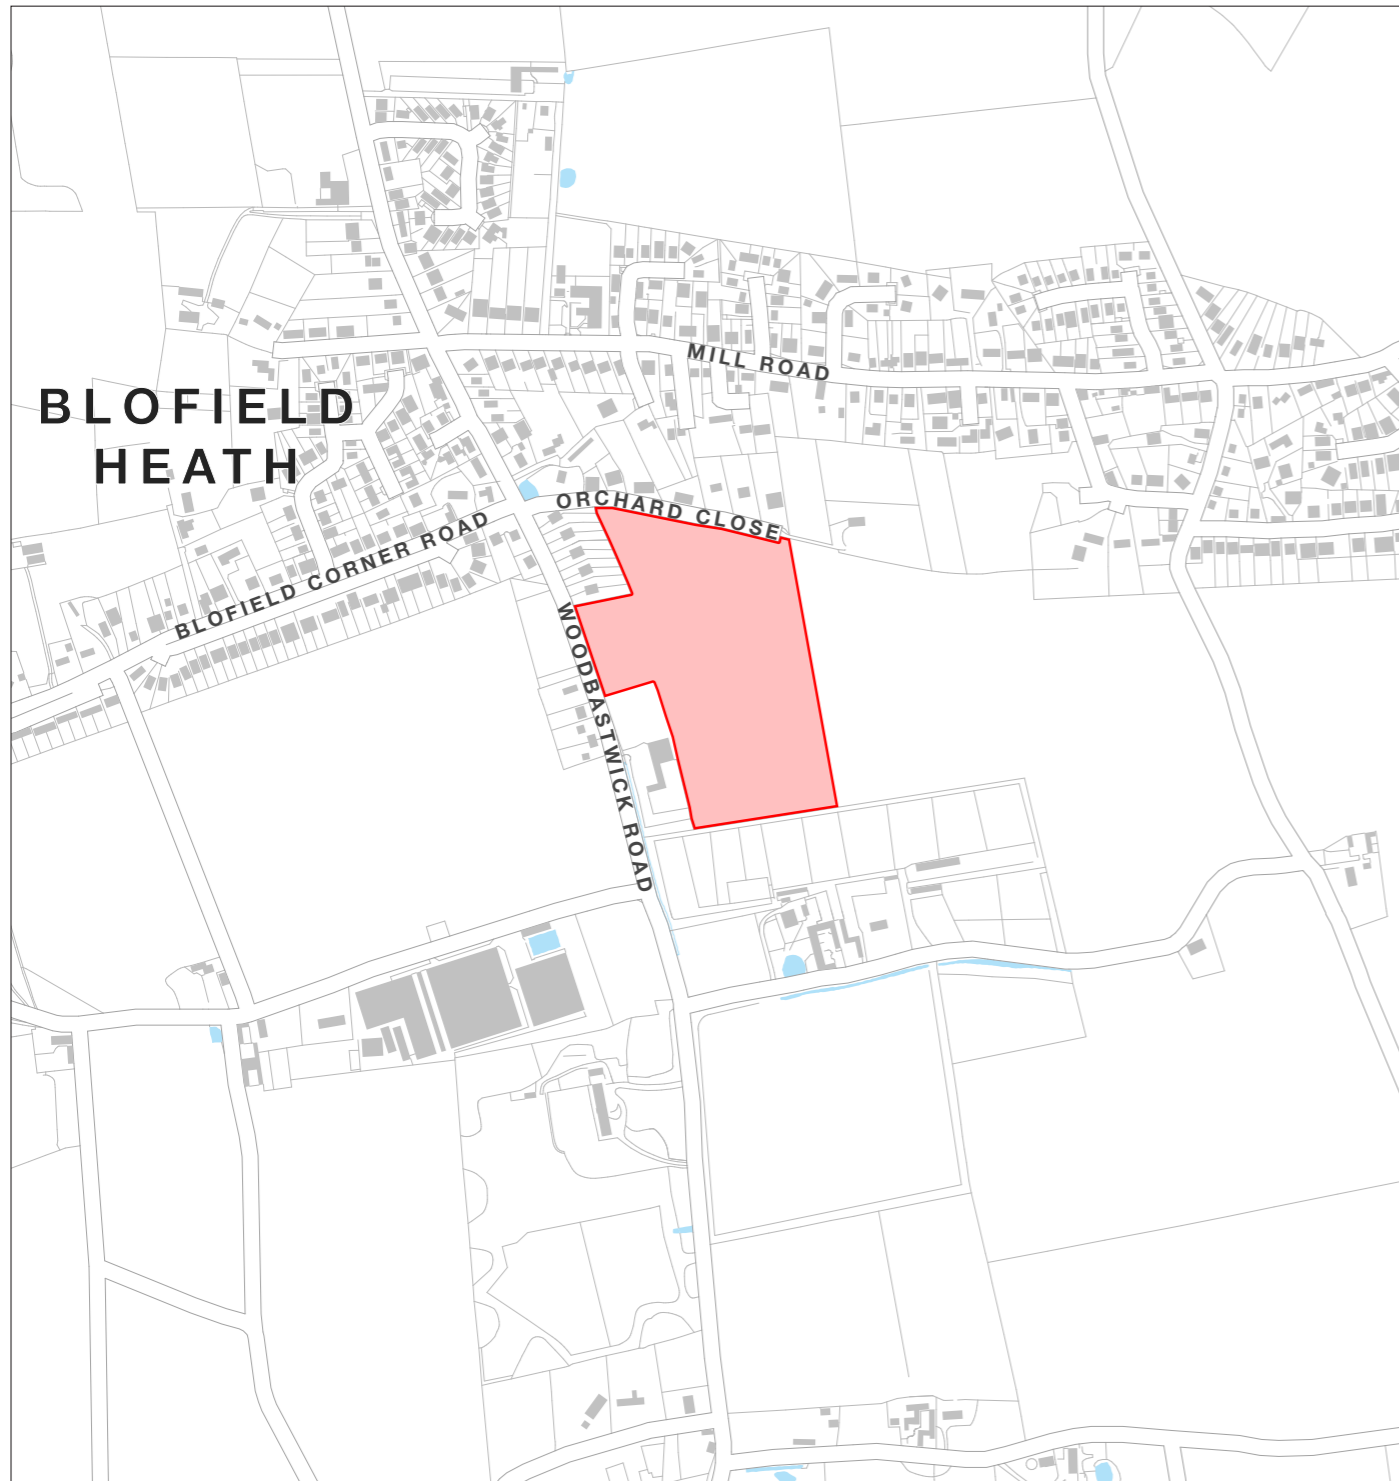 MILL ROAD
BLOFIELD
HEATH
ORCHARD CLOSE
BLOFIELD CORNER ROAD
WOODBASTWICK ROAD